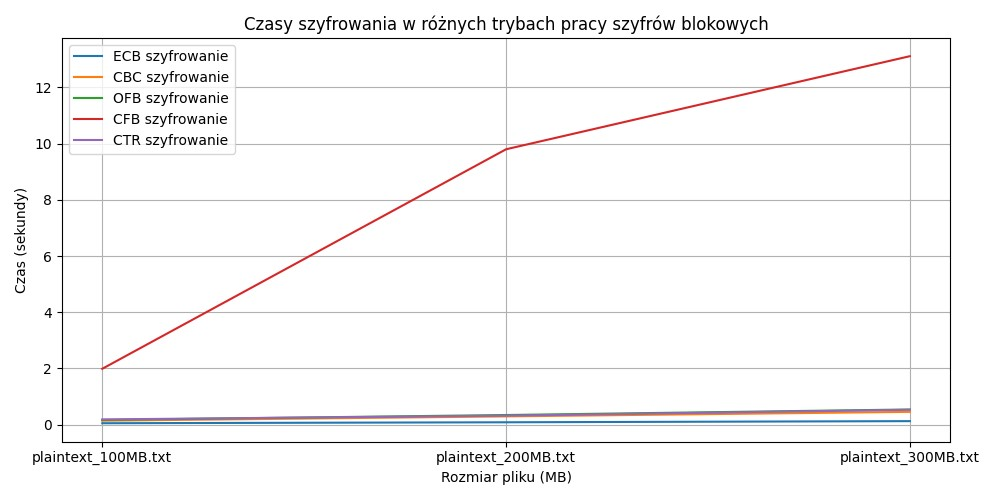 Czasy szyfrowania w różnych trybach pracy szyfrów blokowych
ECB szyfrowanie
CBC szyfrowanie
OFB szyfrowanie
CFB szyfrowanie
CTR szyfrowanie
Czas (sekundy)
12
10
8
6
4
2
0
plaintext_100MB.txt
plaintext_200MB.txt
plaintext_300MB.txt
Rozmiar pliku (MB)